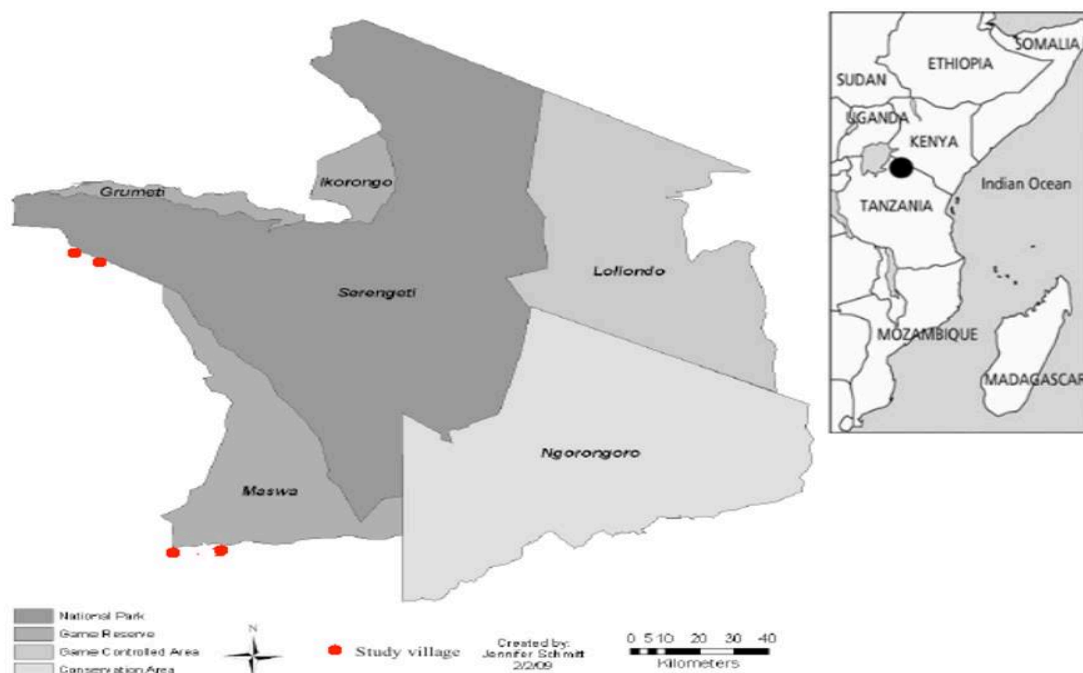 Grumeti
Ikorongo
Serengeti
Loliondo
Maswa
Ngorongoro
SOMALIA
ETHIOPIA
SUDAN
UGANDA
KENYA
Indian Ocean
TANZANIA
MOZAMBIQUE
MADAGASCAR
National Park
Game Reserve
Game Controlled Area
Conservation Area
N
Study village
Created by:
Jennifer Schmitt
2/2/09
0 5 10 20 30 40
Kilometers